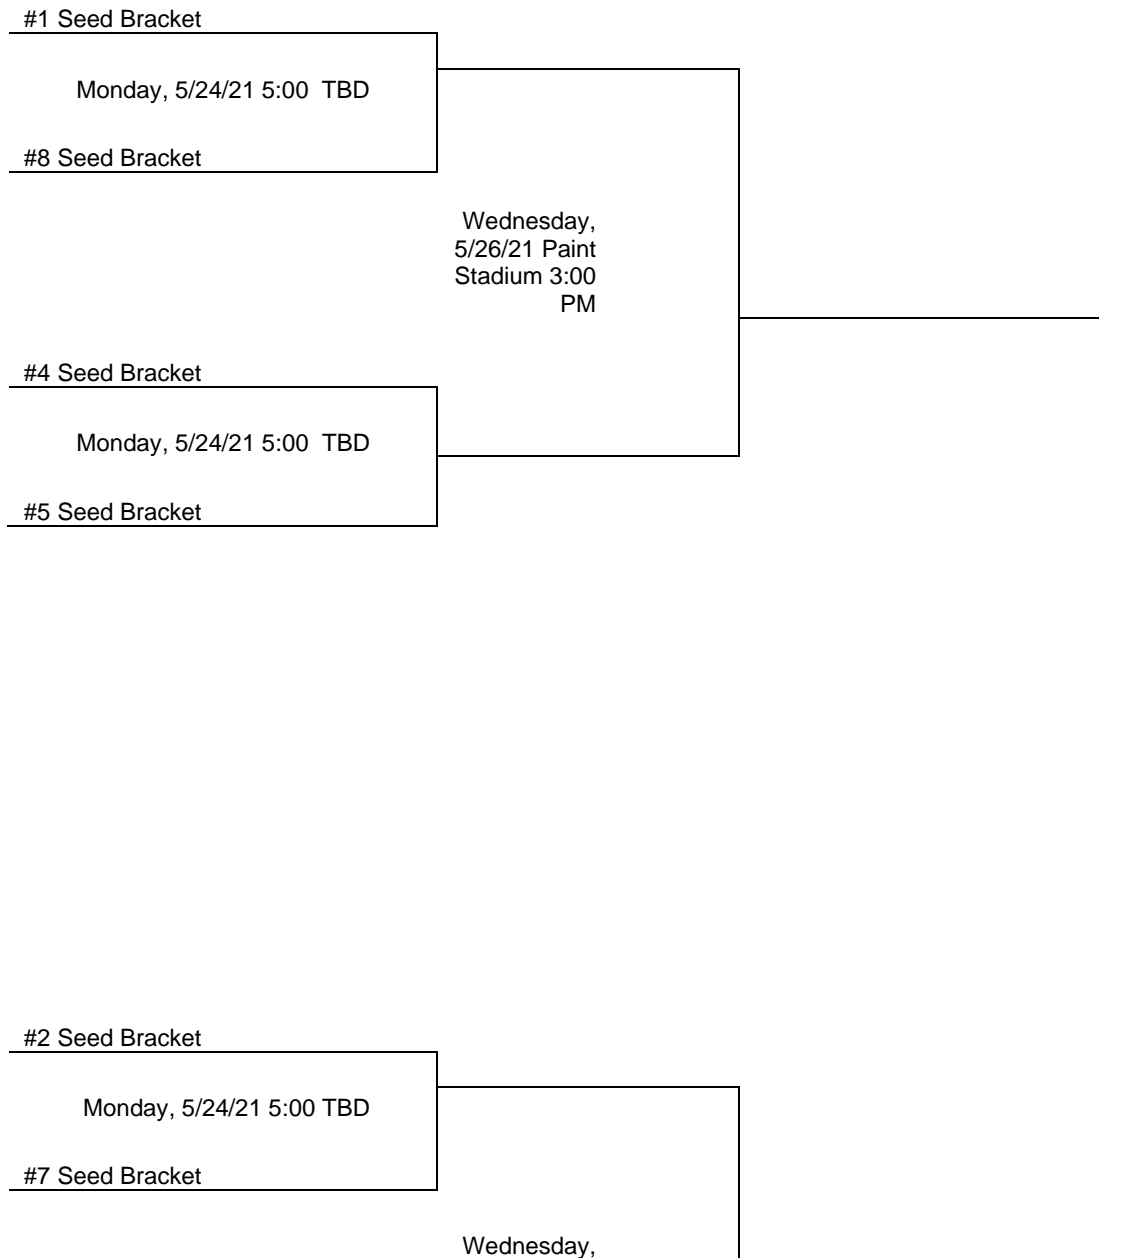 #1 Seed Bracket
Monday, 5/24/21 5:00 TBD
#8 Seed Bracket
Wednesday,
5/26/21 Paint
Stadium 3:00
PM
#4 Seed Bracket
Monday, 5/24/21 5:00 TBD
#5 Seed Bracket
#2 Seed Bracket
Monday, 5/24/21 5:00 TBD
#7 Seed Bracket
Wednesday,